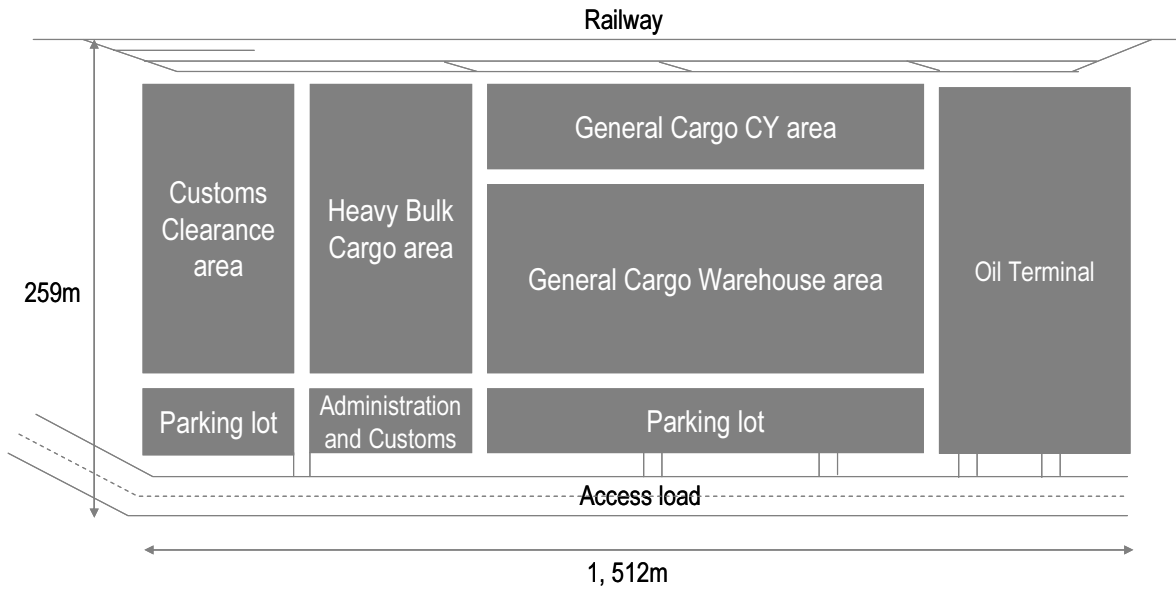 Railway
General Cargo CY area
Customs
Clearance
area
Heavy Bulk
Cargo area
General Cargo Warehouse area
Oil Terminal
259m
Parking lot
Administration
and Customs
Parking lot
Access load
1, 512m